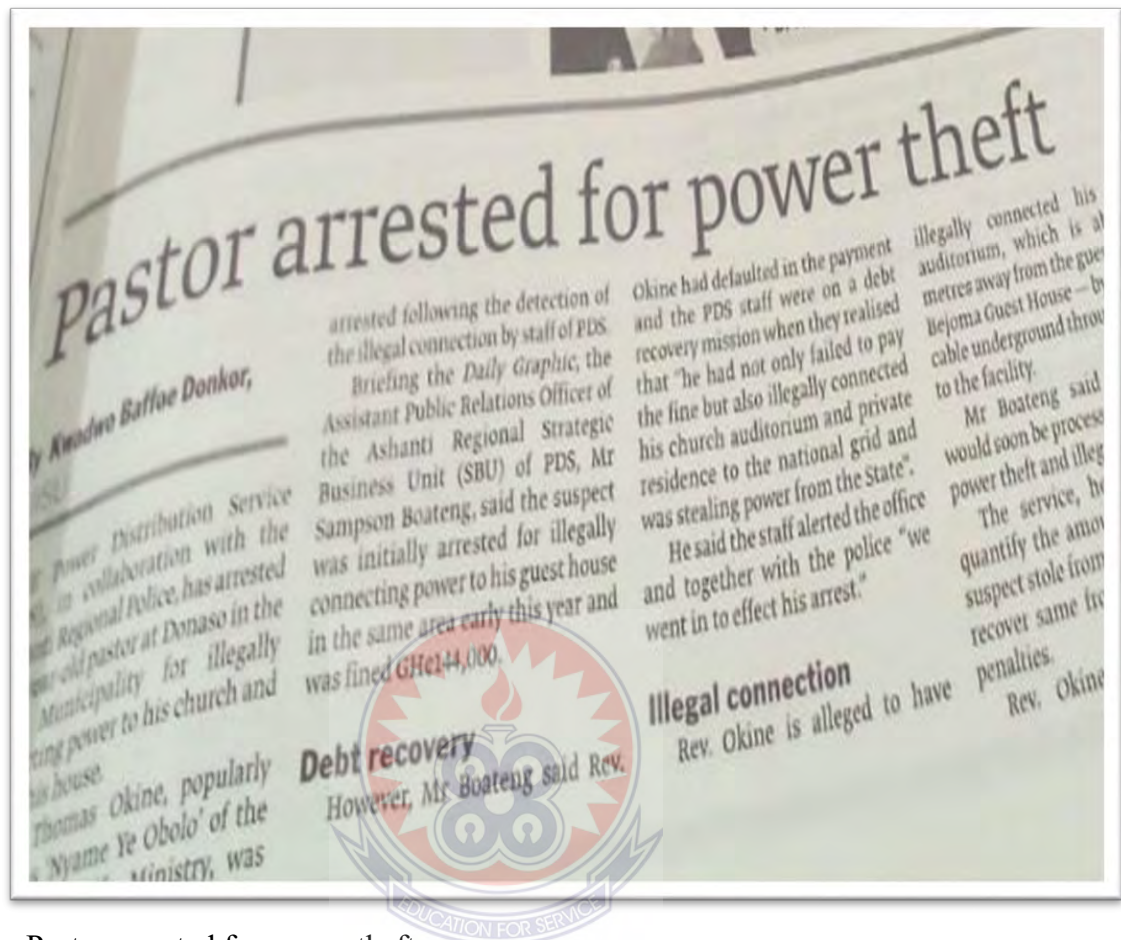 Pastor arrested for power theft
Kwadwo Baffoe Donkor,
Power Distribution Service
in collaboration with the
Regional Police, has arrested
old pastor at Donaso in the
Municipality for illegally
power to his church and
his house.
Thomas Okine, popularly
Nyame Ye Obolo' of the
Ministry, was
arrested following the detection of
the illegal connection by staff of PDS.
Briefing the Daily Graphic, the
Assistant Public Relations Officer of
the Ashanti Regional Strategic
Business Unit (SBU) of PDS, Mr
Sampson Boateng, said the suspect
was initially arrested for illegally
connecting power to his guest house
in the same area early this year and
was fined GH¢144,000.
Debt recovery
However, Mr Boateng said Rev.
Okine had defaulted in the payment
and the PDS staff were on a debt
recovery mission when they realised
that "he had not only failed to pay
the fine but also illegally connected
his church auditorium and private
residence to the national grid and
was stealing power from the State".
He said the staff alerted the office
and together with the police "we
went in to effect his arrest."
Illegal connection
Rev. Okine is alleged to have
illegally connected his
auditorium, which is
metres away from the
Bejoma Guest House –
cable underground
to the facility.
Mr Boateng said
would soon be
power theft and
The service,
quantify the
suspect stole from
recover same
penalties.
Rev. Okine
EDUCATION FOR SERVICE